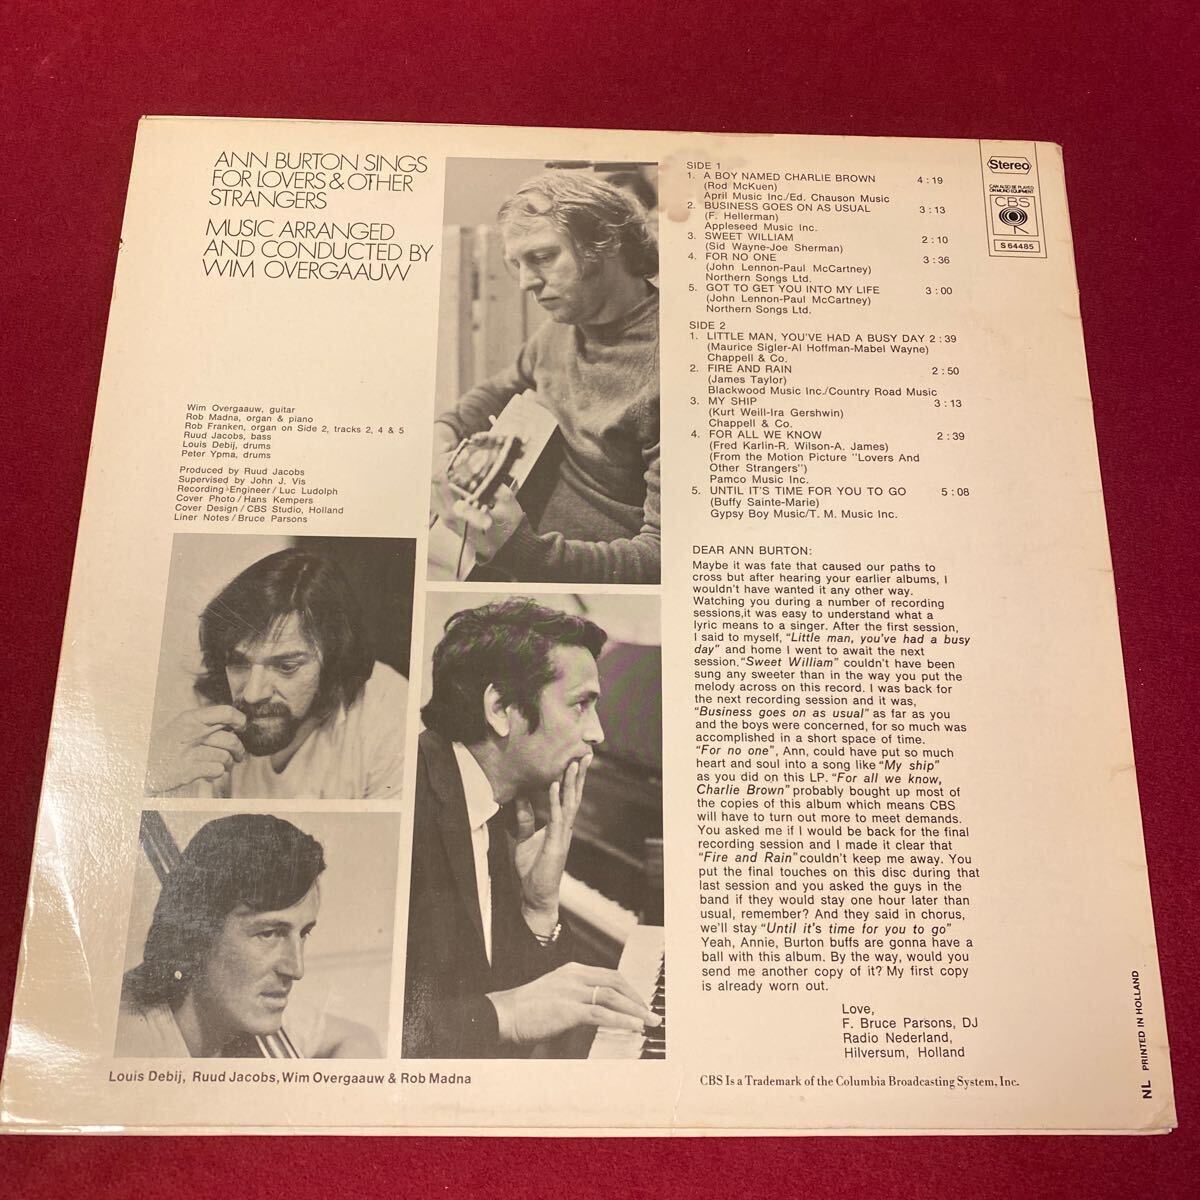 ANN BURTON SINGS
FOR LOVERS & OTHER
STRANGERS
MUSIC ARRANGED
AND CONDUCTED BY
WIM OVERGAAUW
Wim Overgaauw, guitar
Rob Madna, organ & piano
Rob Franken, organ on Side 2, tracks 2, 4 & 5
Ruud Jacobs, bass
Louis Debij, drums
Peter Ypma, drums
Produced by Ruud Jacobs
Supervised by John J. Vis
Recording Engineer / Luc Ludolph
Cover Photo / Hans Kempers
Cover Design / CBS Studio, Holland
Liner Notes / Bruce Parsons
Louis Debij, Ruud Jacobs, Wim Overgaauw & Rob Madna
SIDE 1
1. A BOY NAMED CHARLIE BROWN 4:19
(Rod McKuen)
April Music Inc./Ed. Chauson Music
2. BUSINESS GOES ON AS USUAL 3:13
(F. Hellerman)
Appleseed Music Inc.
3. SWEET WILLIAM 2:10
(Sid Wayne-Joe Sherman)
4. FOR NO ONE 3:36
(John Lennon-Paul McCartney)
Northern Songs Ltd.
5. GOT TO GET YOU INTO MY LIFE 3:00
(John Lennon-Paul McCartney)
Northern Songs Ltd.
SIDE 2
1. LITTLE MAN, YOU'VE HAD A BUSY DAY 2:39
(Maurice Sigler-Al Hoffman-Mabel Wayne)
Chappell & Co.
2. FIRE AND RAIN 2:50
(James Taylor)
Blackwood Music Inc./Country Road Music
3. MY SHIP 3:13
(Kurt Weill-Ira Gershwin)
Chappell & Co.
4. FOR ALL WE KNOW 2:39
(Fred Karlin-R. Wilson-A. James)
(From the Motion Picture "Lovers And
Other Strangers")
Pamco Music Inc.
5. UNTIL IT'S TIME FOR YOU TO GO 5:08
(Buffy Sainte-Marie)
Gypsy Boy Music/T. M. Music Inc.
Stereo
CAN ALSO BE PLAYED
ON MONO EQUIPMENT
CBS
S 64485
DEAR ANN BURTON:
Maybe it was fate that caused our paths to
cross but after hearing your earlier albums, I
wouldn't have wanted it any other way.
Watching you during a number of recording
sessions,it was easy to understand what a
lyric means to a singer. After the first session,
I said to myself, "Little man, you've had a busy
day" and home I went to await the next
session."Sweet William" couldn't have been
sung any sweeter than in the way you put the
melody across on this record. I was back for
the next recording session and it was,
"Business goes on as usual" as far as you
and the boys were concerned, for so much was
accomplished in a short space of time.
"For no one", Ann, could have put so much
heart and soul into a song like "My ship"
as you did on this LP. "For all we know,
Charlie Brown" probably bought up most of
the copies of this album which means CBS
will have to turn out more to meet demands.
You asked me if I would be back for the final
recording session and I made it clear that
"Fire and Rain" couldn't keep me away. You
put the final touches on this disc during that
last session and you asked the guys in the
band if they would stay one hour later than
usual, remember? And they said in chorus,
we'll stay "Until it's time for you to go"
Yeah, Annie, Burton buffs are gonna have a
ball with this album. By the way, would you
send me another copy of it? My first copy
is already worn out.
Love,
F. Bruce Parsons, DJ
Radio Nederland,
Hilversum, Holland
CBS Is a Trademark of the Columbia Broadcasting System, Inc.
NL PRINTED IN HOLLAND